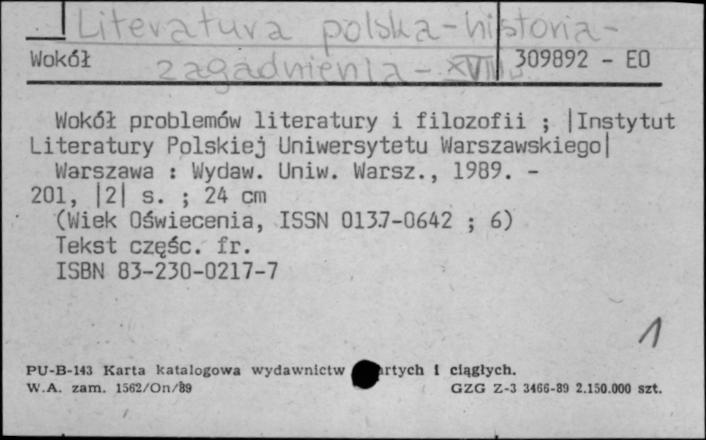 Literatura polska - historia -
Wokół
zagadnienia - XVIII w.
309892 - EO
Wokół problemów literatury i filozofii ; |Instytut
Literatury Polskiej Uniwersytetu Warszawskiego|
Warszawa : Wydaw. Uniw. Warsz., 1989. -
201, |2| s. ; 24 cm
(Wiek Oświecenia, ISSN 0137-0642 ; 6)
Tekst częśc. fr.
ISBN 83-230-0217-7
1
PU-B-143 Karta katalogowa wydawnictw artych i ciągłych.
W.A. zam. 1562/On/89
GZG Z-3 3466-89 2.150.000 szt.